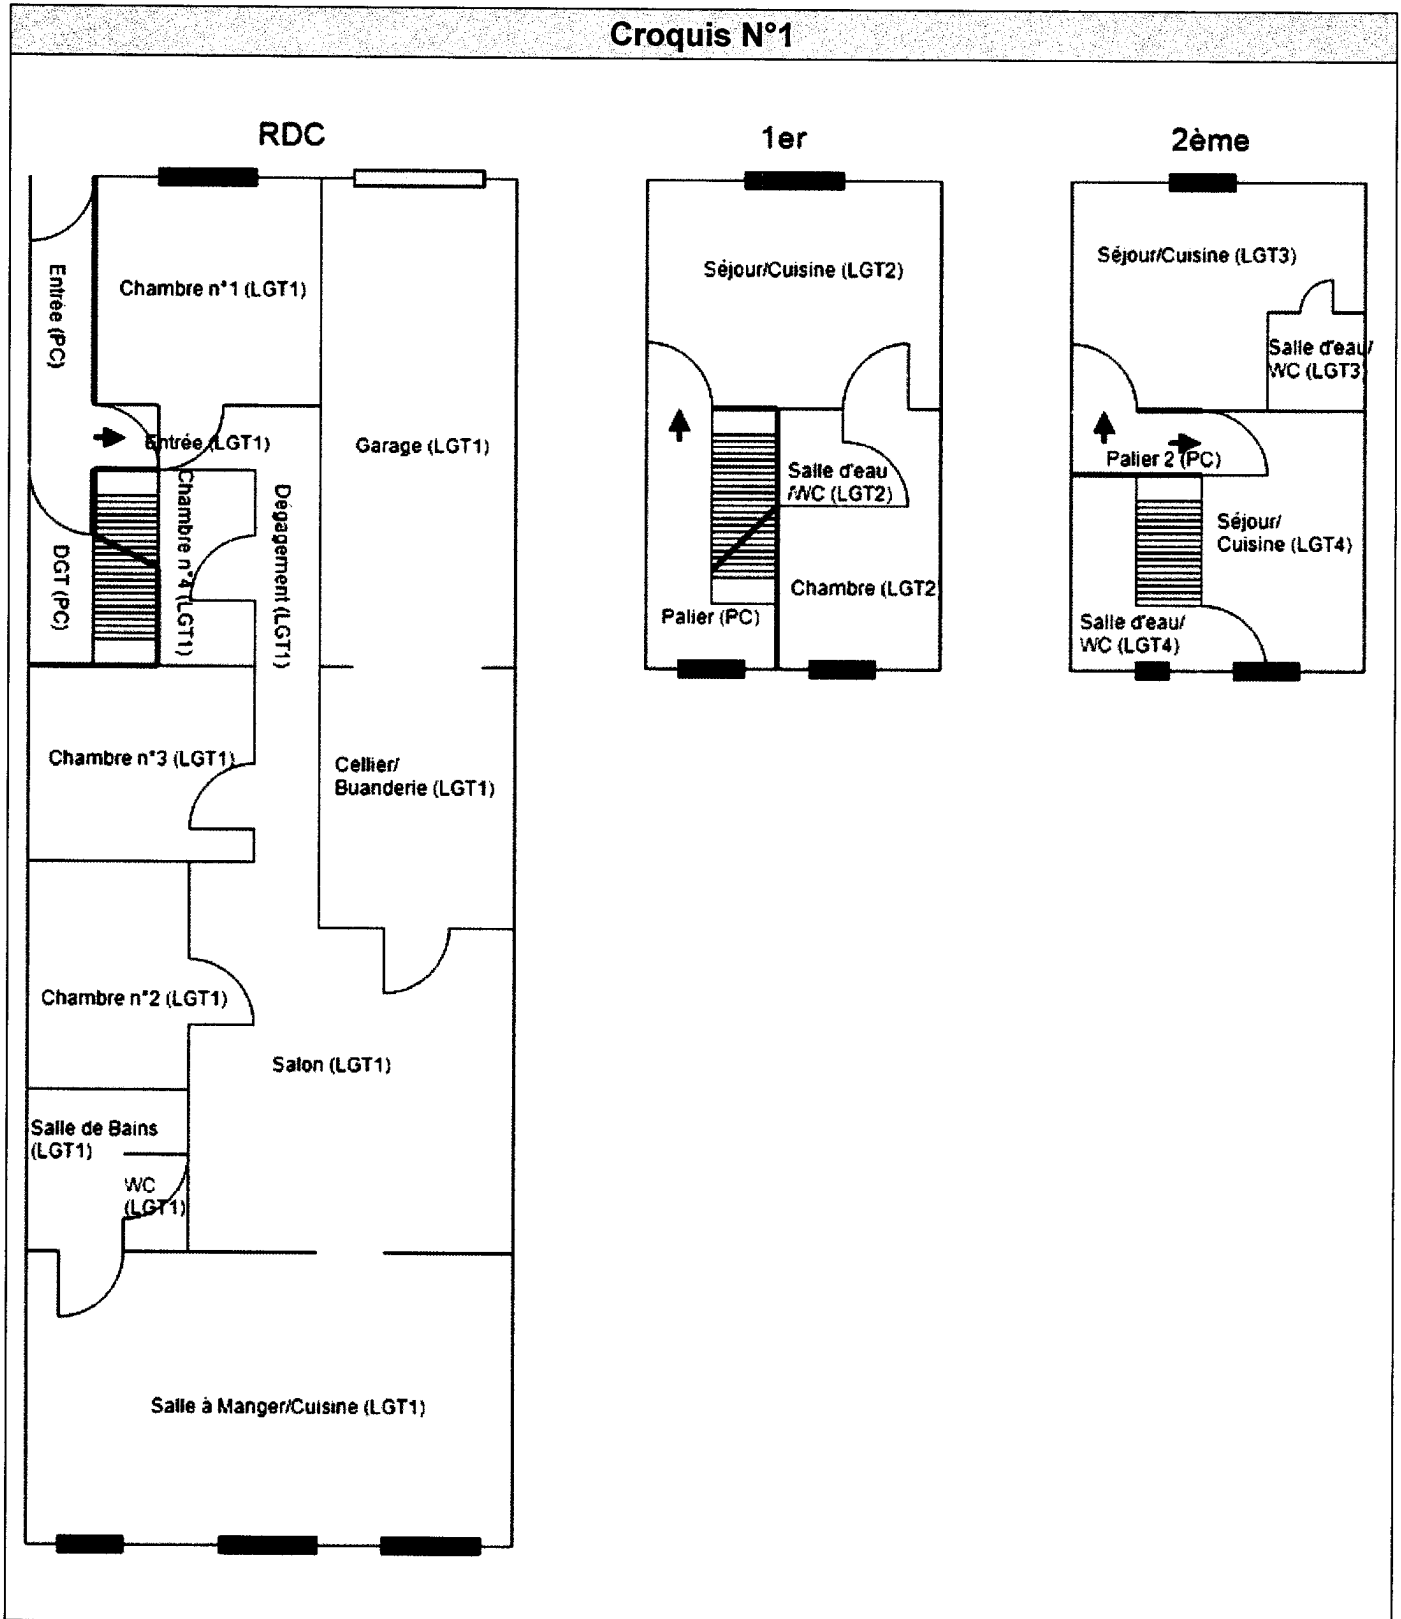 Croquis N°1
RDC
1er
2ème
Entrée (PC)
Chambre n°1 (LGT1)
Entrée (LGT1)
Garage (LGT1)
DGT (PC)
Chambre n°4 (LGT1)
Dégagement (LGT1)
Chambre n°3 (LGT1)
Cellier/
Buanderie (LGT1)
Chambre n°2 (LGT1)
Salon (LGT1)
Salle de Bains
(LGT1)
WC
(LGT1)
Salle à Manger/Cuisine (LGT1)
Séjour/Cuisine (LGT2)
Salle d'eau
/WC (LGT2)
Chambre (LGT2
Palier (PC)
Séjour/Cuisine (LGT3)
Salle d'eau/
WC (LGT3)
Palier 2 (PC)
Séjour/
Cuisine (LGT4)
Salle d'eau/
WC (LGT4)